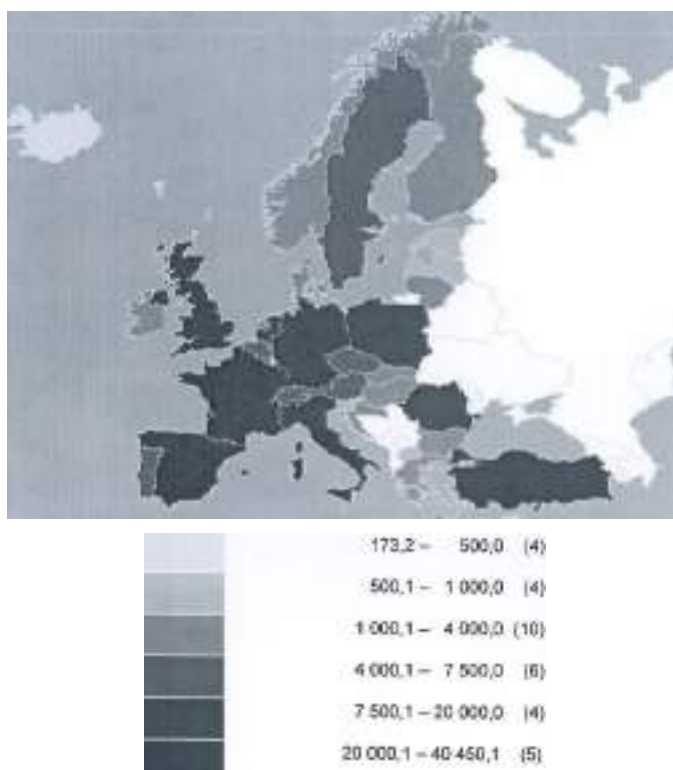 173,2 – 500,0 (4)
500,1 – 1 000,0 (4)
1 000,1 – 4 000,0 (10)
4 000,1 – 7 500,0 (6)
7 500,1 – 20 000,0 (4)
20 000,1 – 40 450,1 (5)